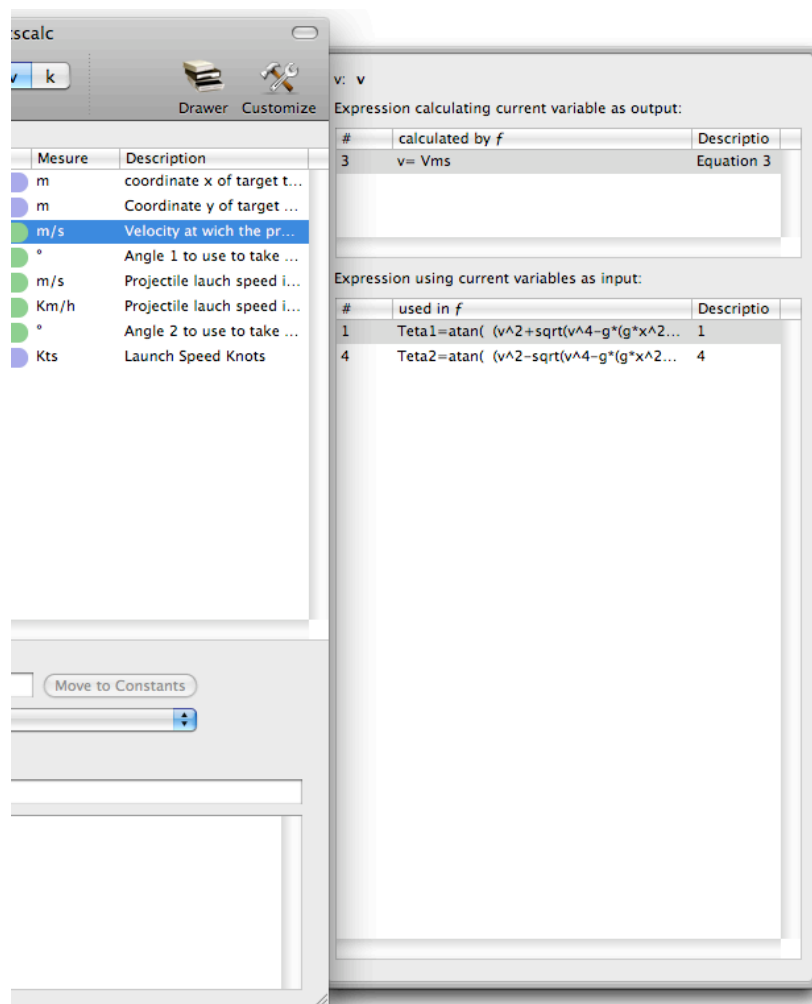 tscalc
v k
Drawer Customize
Mesure Description
m coordinate x of target t...
m Coordinate y of target ...
m/s Velocity at wich the pr...
° Angle 1 to use to take ...
m/s Projectile lauch speed i...
Km/h Projectile lauch speed i...
° Angle 2 to use to take ...
Kts Launch Speed Knots
Move to Constants
v: v
Expression calculating current variable as output:
# calculated by f Descriptio
3 v= Vms Equation 3
Expression using current variables as input:
# used in f Descriptio
1 Teta1=atan( (v^2+sqrt(v^4-g*(g*x^2... 1
4 Teta2=atan( (v^2-sqrt(v^4-g*(g*x^2... 4